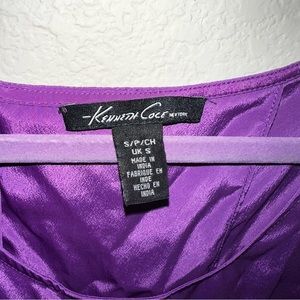 Kenneth Cole NEW YORK
S/P/CH
UK S
MADE IN
INDIA
FABRIQUE EN
INDE
HECHO EN
INDIA